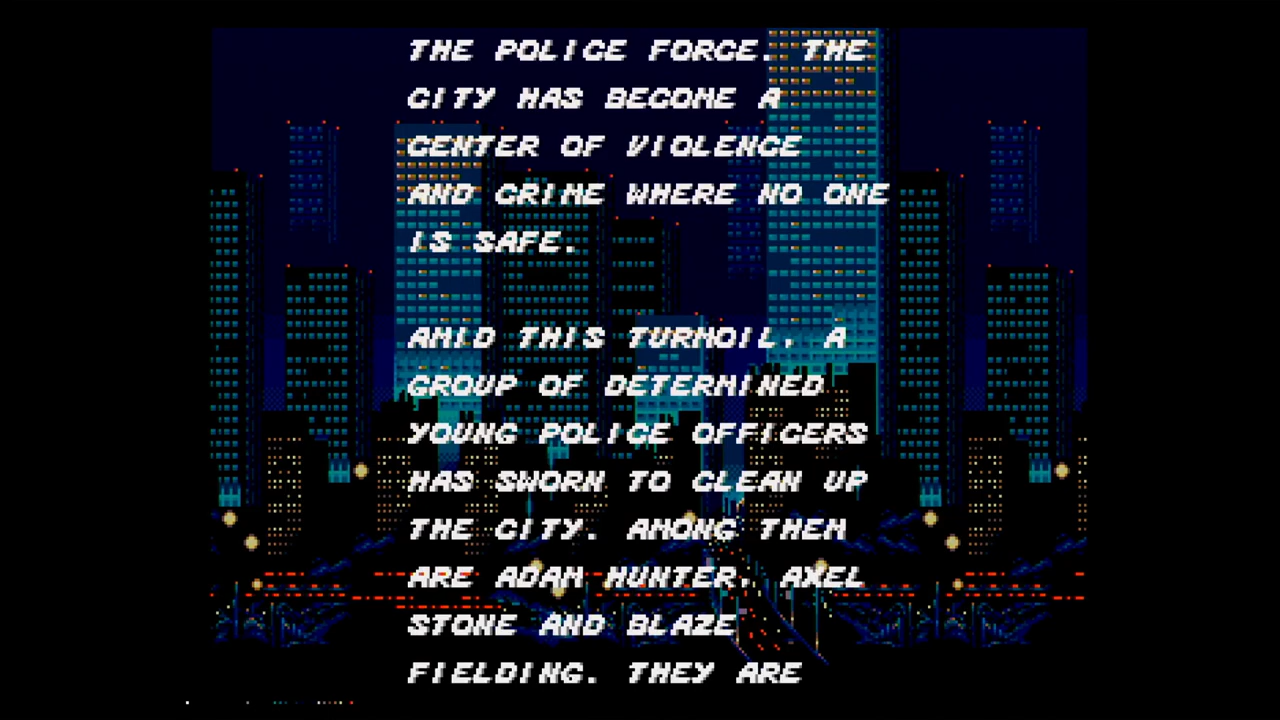 THE POLICE FORCE. THE
CITY HAS BECOME A
CENTER OF VIOLENCE
AND CRIME WHERE NO ONE
IS SAFE.
AMID THIS TURMOIL, A
GROUP OF DETERMINED
YOUNG POLICE OFFICERS
HAS SWORN TO CLEAN UP
THE CITY. AMONG THEM
ARE ADAM HUNTER, AXEL
STONE AND BLAZE
FIELDING. THEY ARE